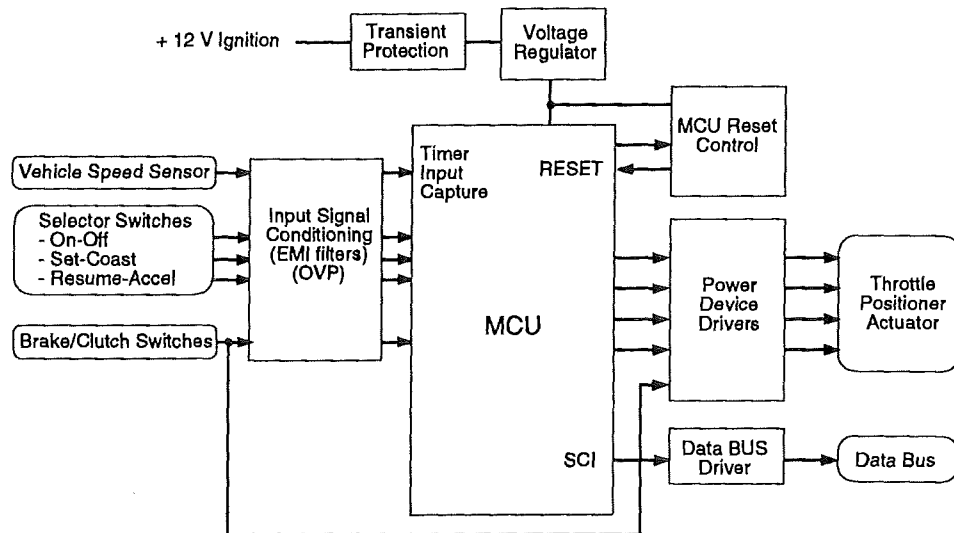 + 12 V Ignition
Transient
Protection
Voltage
Regulator
MCU Reset
Control
Vehicle Speed Sensor
Selector Switches
- On-Off
- Set-Coast
- Resume-Accel
Brake/Clutch Switches
Input Signal
Conditioning
(EMI filters)
(OVP)
Timer
Input
Capture
RESET
MCU
SCI
Power
Device
Drivers
Throttle
Positioner
Actuator
Data BUS
Driver
Data Bus